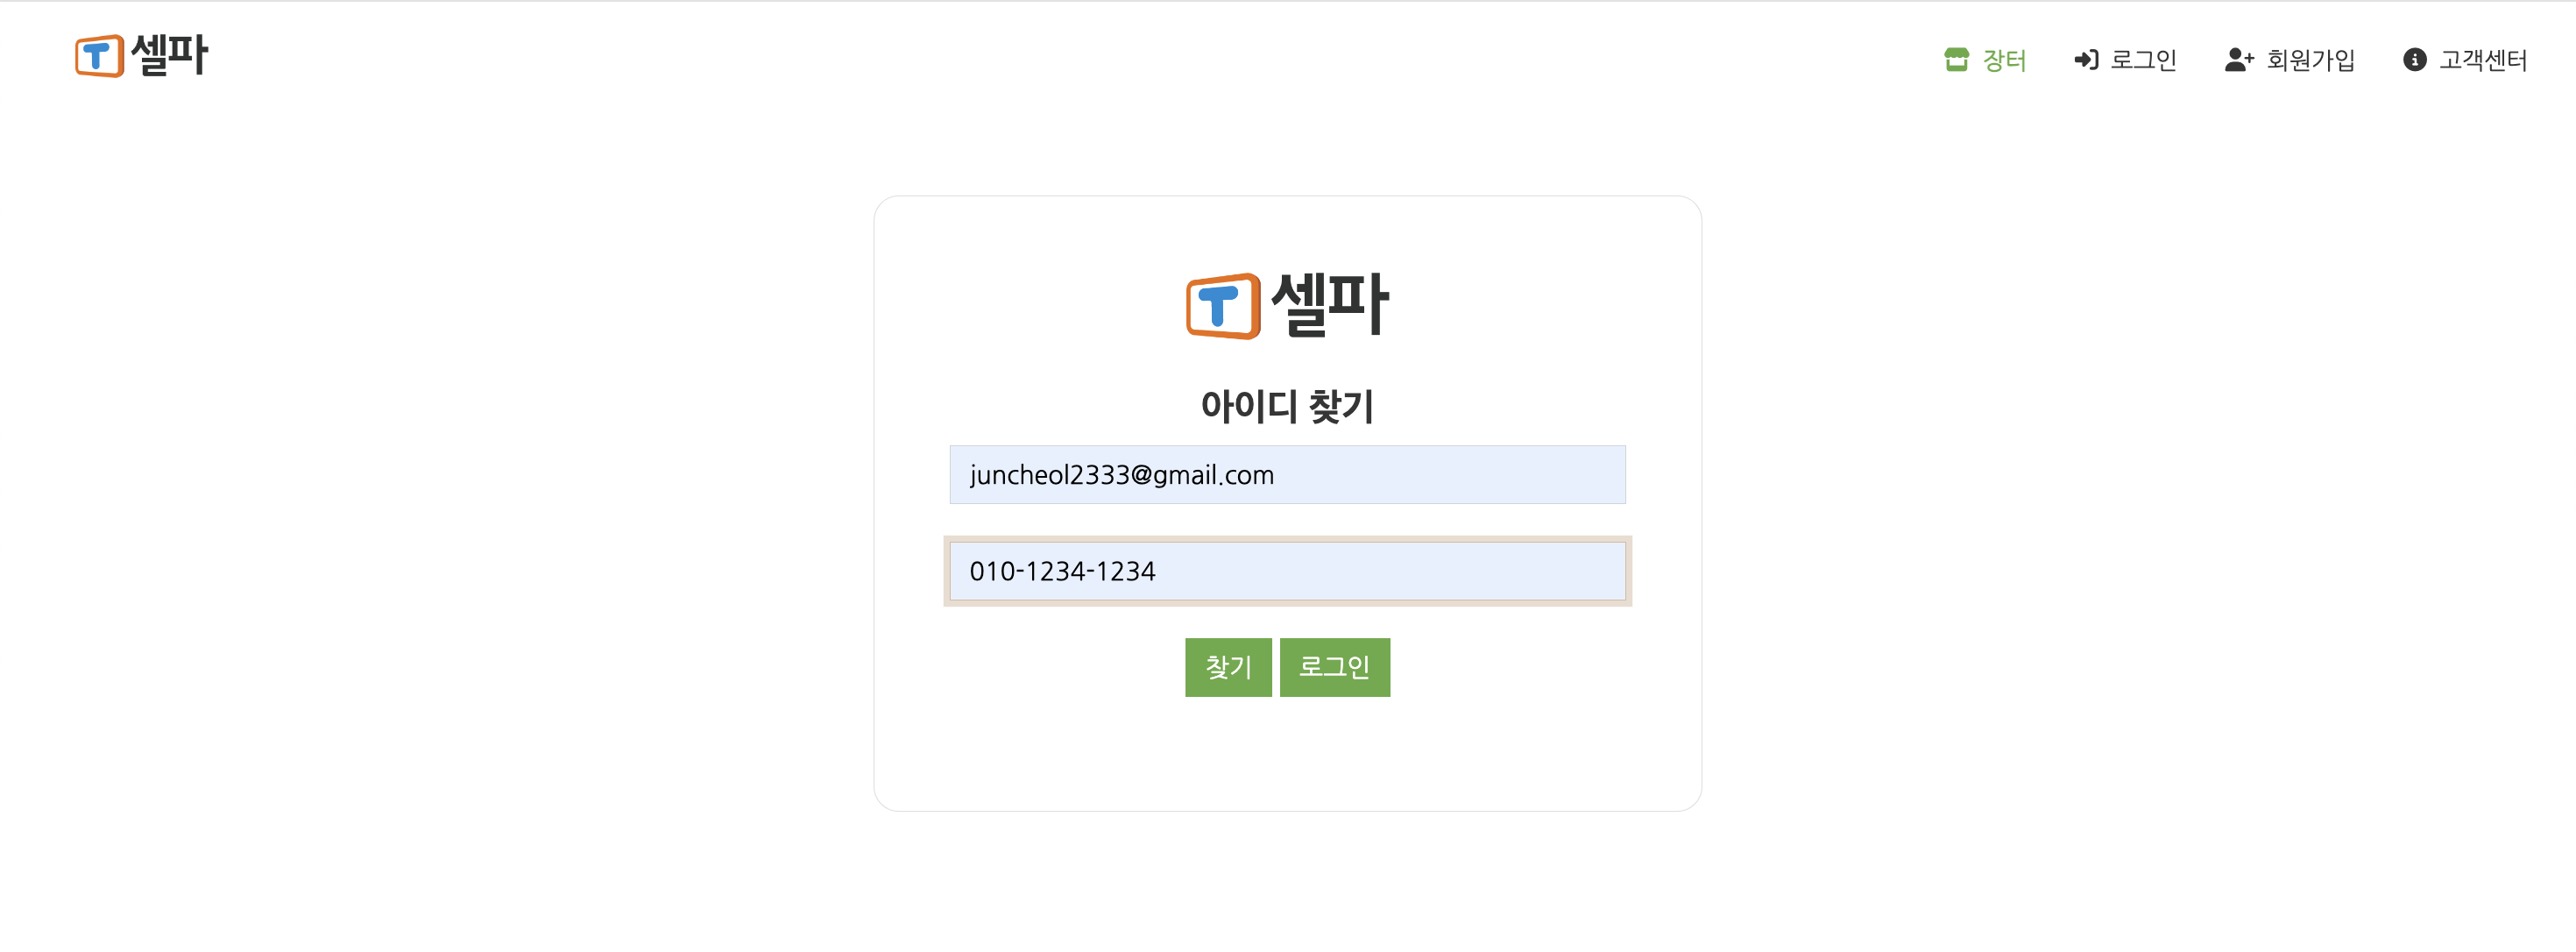 T 셀파
장터 로그인 회원가입 고객센터
T 셀파
아이디 찾기
juncheol2333@gmail.com
010-1234-1234
찾기 로그인